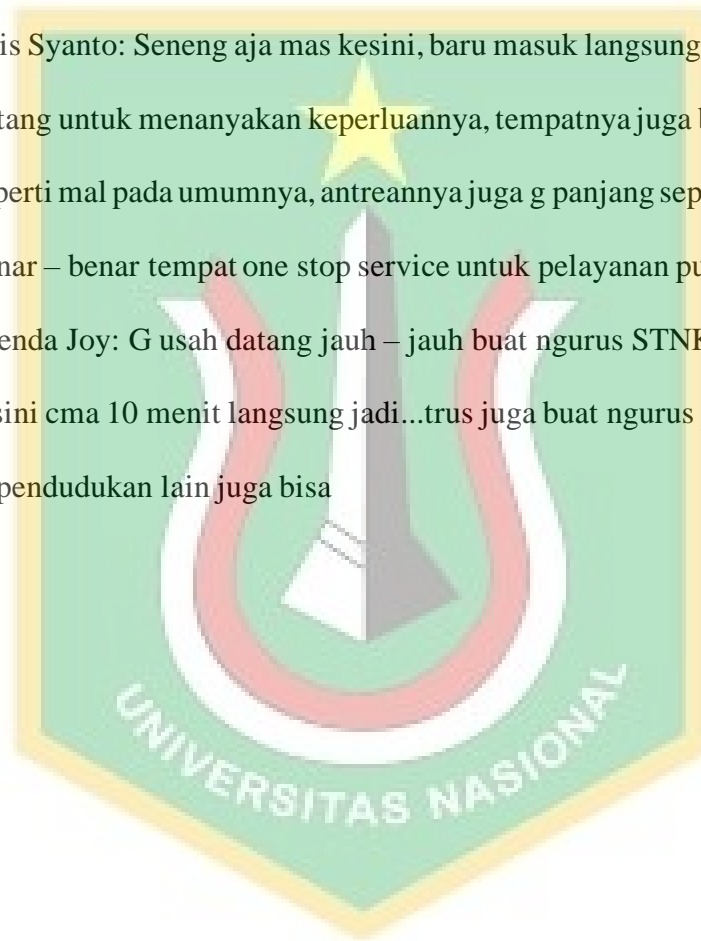 is Syanto: Seneng aja mas kesini, baru masuk langsung
tang untuk menanyakan keperluannya, tempatnya juga b
perti mal pada umumnya, antreannya juga g panjang sep
nar – benar tempat one stop service untuk pelayanan pu
enda Joy: G usah datang jauh – jauh buat ngurus STNK
sini cma 10 menit langsung jadi...trus juga buat ngurus
pendudukan lain juga bisa
UNIVERSITAS NASIONAL